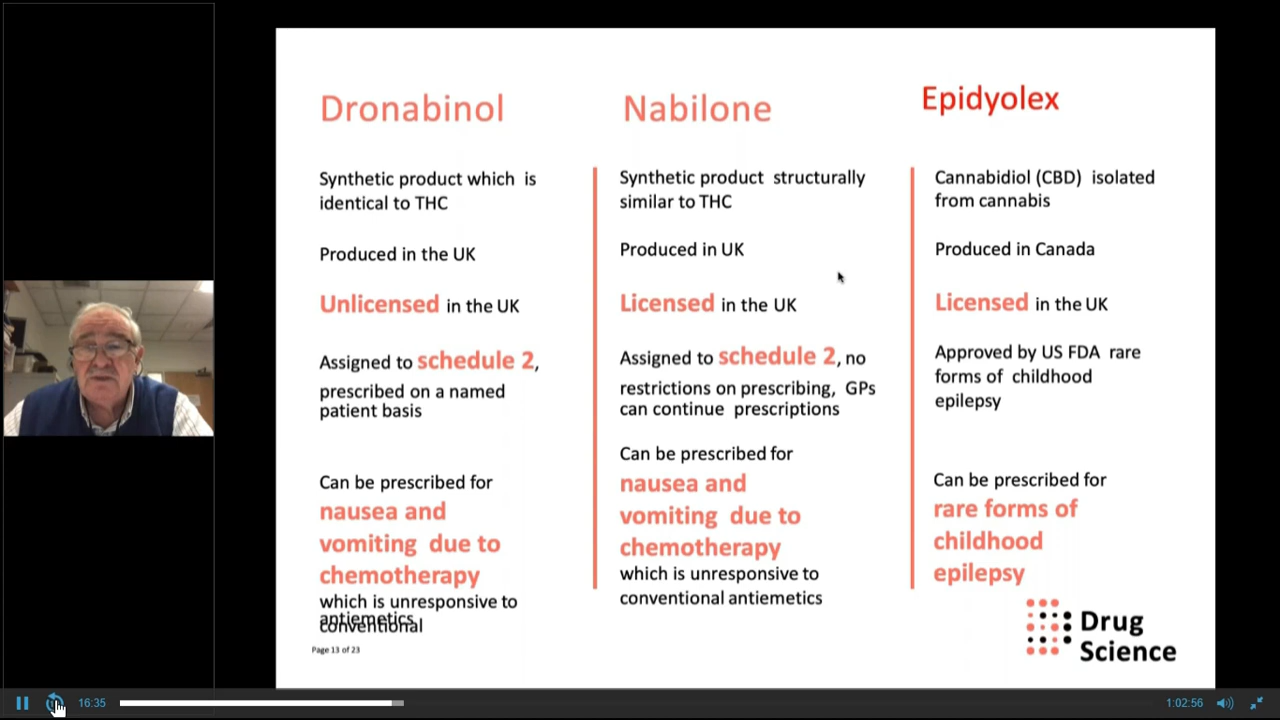 Dronabinol
Synthetic product which is
identical to THC
Produced in the UK
Unlicensed in the UK
Assigned to schedule 2,
prescribed on a named
patient basis
Can be prescribed for
nausea and
vomiting due to
chemotherapy
which is unresponsive to
antiemetics
conventional
Page 13 of 23
Nabilone
Synthetic product structurally
similar to THC
Produced in UK
Licensed in the UK
Assigned to schedule 2, no
restrictions on prescribing, GPs
can continue prescriptions
Can be prescribed for
nausea and
vomiting due to
chemotherapy
which is unresponsive to
conventional antiemetics
Epidyolex
Cannabidiol (CBD) isolated
from cannabis
Produced in Canada
Licensed in the UK
Approved by US FDA rare
forms of childhood
epilepsy
Can be prescribed for
rare forms of
childhood
epilepsy
Drug
Science
16:35
1:02:56